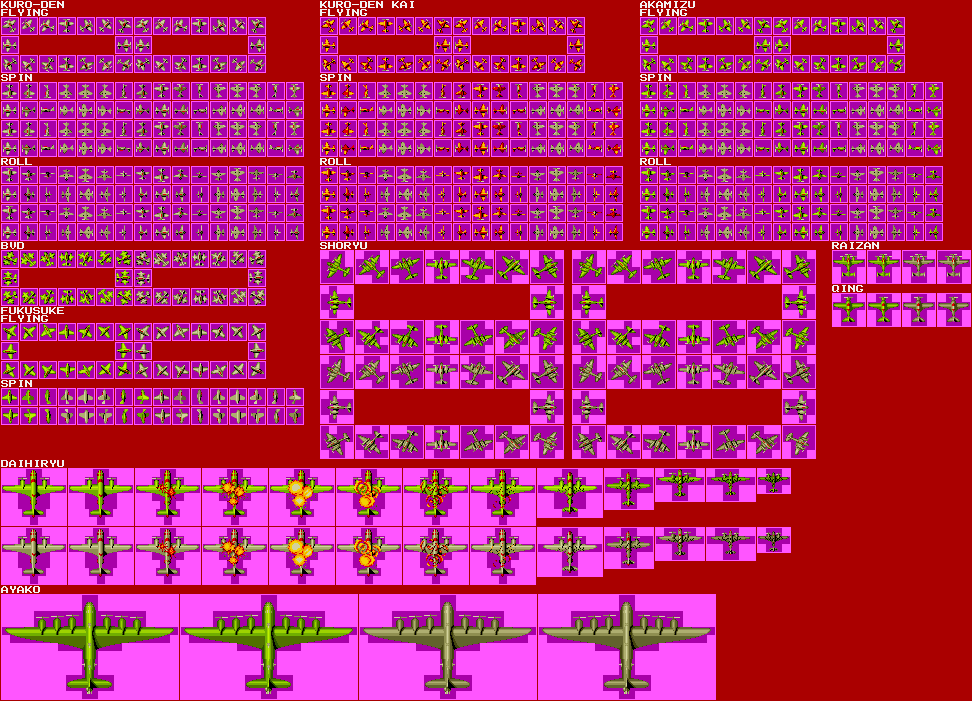 KURO-DEN
FLYING
SPIN
ROLL
KURO-DEN KAI
FLYING
SPIN
ROLL
AKAMIZU
FLYING
SPIN
ROLL
BVD
FUKUSUKE
FLYING
SPIN
SHORYU
RAIZAN
QING
DAIHIRYU
AYAKO